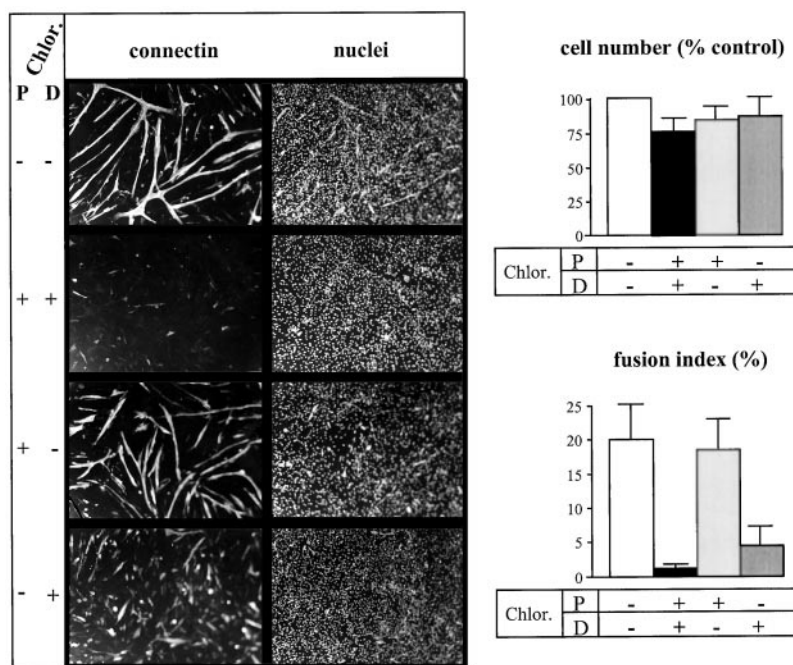 Chlor.
P D
connectin nuclei
- -
+ +
+ -
- +
cell number (% control)
100
75
50
25
0
Chlor. P - + + -
D - + - +
fusion index (%)
25
20
15
10
5
0
Chlor. P - + + -
D - + - +